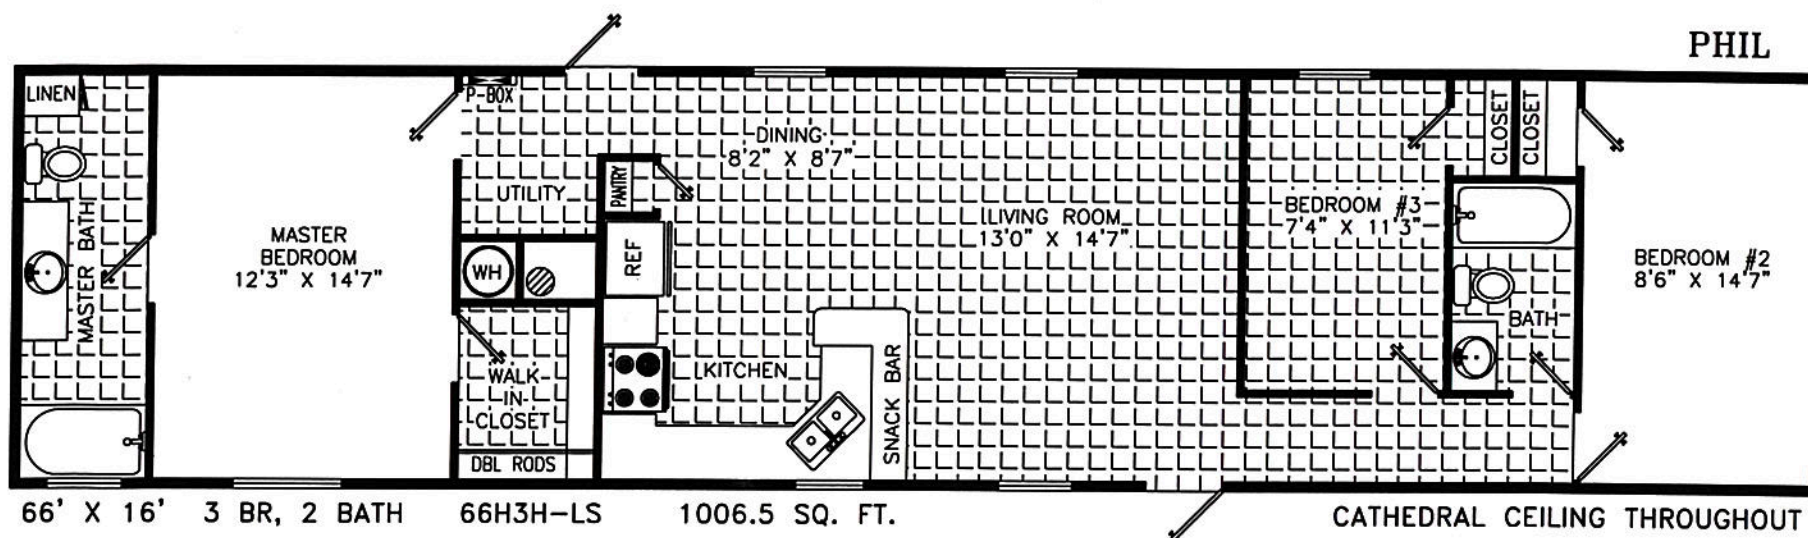 PHIL
LINEN
P-BOX
DINING
8'2" X 8'7"
CLOSET
CLOSET
UTILITY
PANTRY
MASTER BATH
MASTER
BEDROOM
12'3" X 14'7"
LIVING ROOM
13'0" X 14'7"
BEDROOM #3
7'4" X 11'3"
BEDROOM #2
8'6" X 14'7"
WH
REF
BATH
WALK
IN
CLOSET
KITCHEN
SNACK BAR
DBL RODS
66' X 16' 3 BR, 2 BATH 66H3H-LS 1006.5 SQ. FT. CATHEDRAL CEILING THROUGHOUT